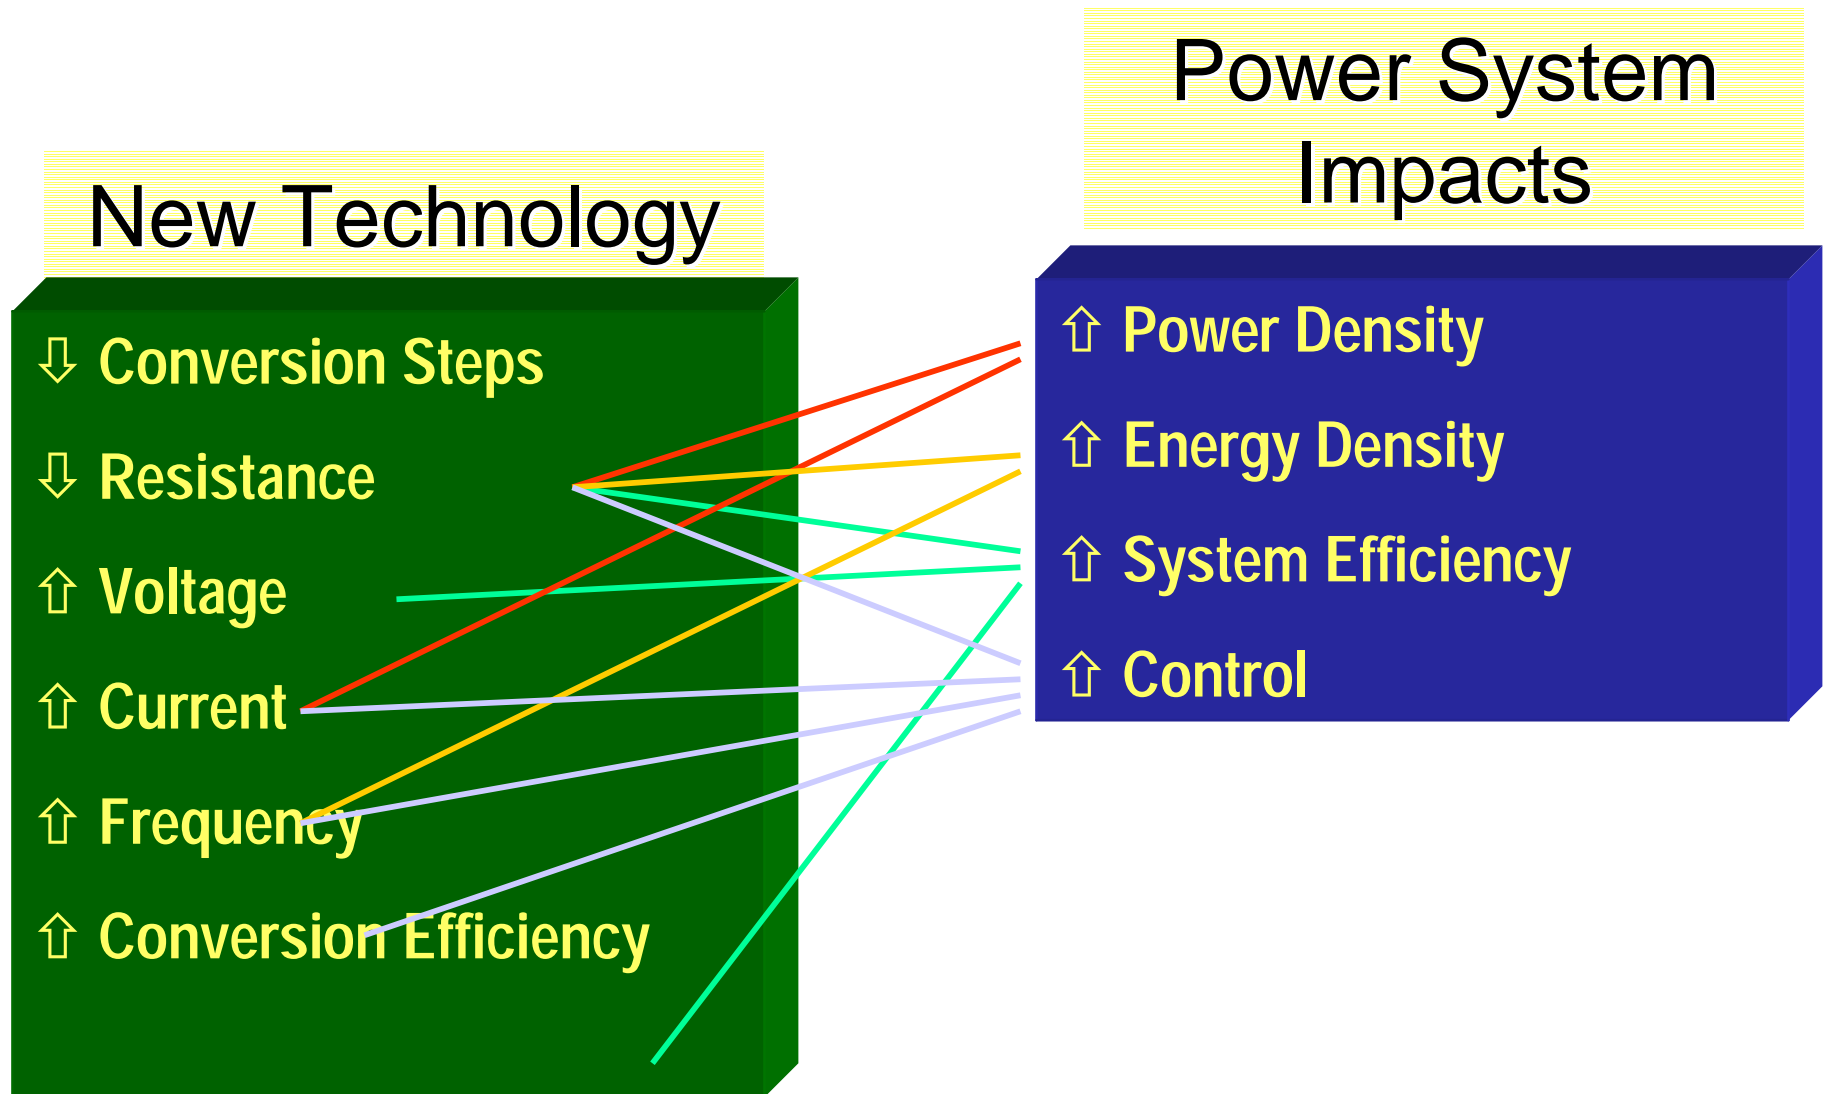 New Technology
⇩ Conversion Steps
⇩ Resistance
⇧ Voltage
⇧ Current
⇧ Frequency
⇧ Conversion Efficiency
Power System
Impacts
⇧ Power Density
⇧ Energy Density
⇧ System Efficiency
⇧ Control